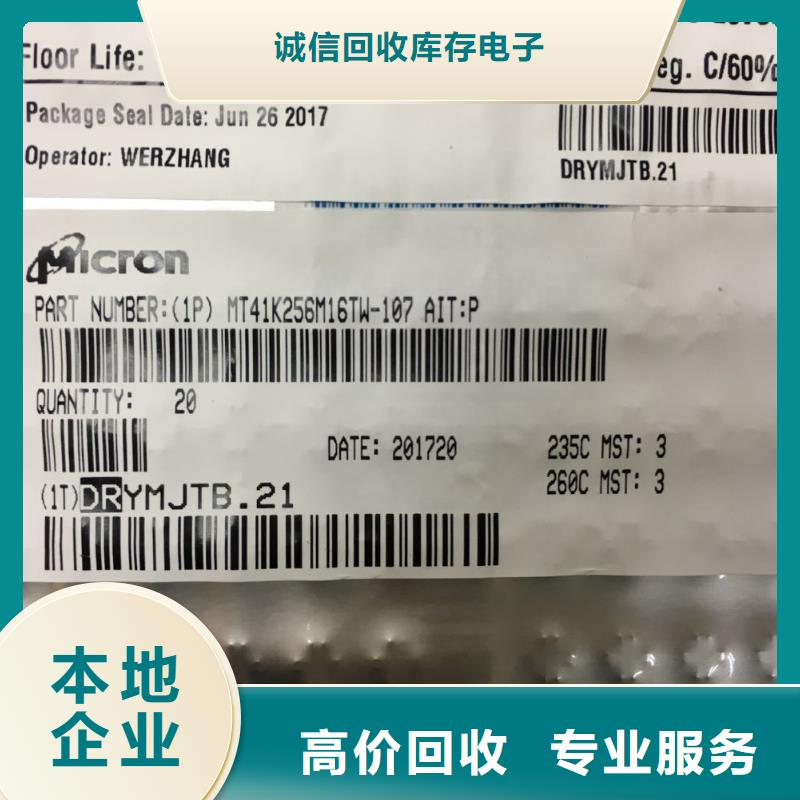 诚信回收库存电子
Floor Life:
eg. C/60%
Package Seal Date: Jun 26 2017
Operator: WERZHANG
DRYMJTB.21
Micron
PART NUMBER:(1P) MT41K256M16TW-107 AIT:P
QUANTITY: 20
DATE: 201720
235C MST: 3
260C MST: 3
(1T)DRYMJTB.21
本地
企业
高价回收 专业服务